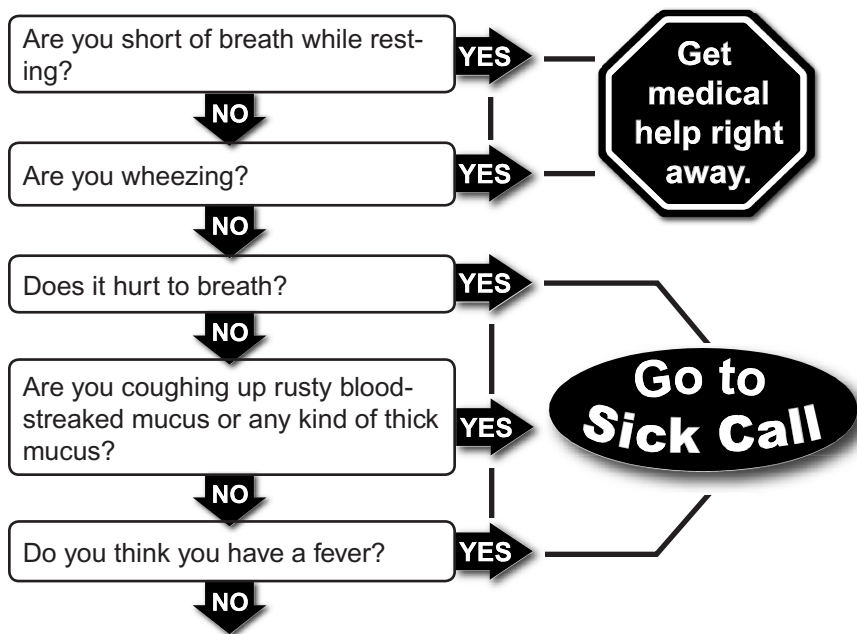 Are you short of breath while rest-
ing?
YES
NO
Get
medical
help right
away.
Are you wheezing?
YES
NO
Does it hurt to breath?
YES
NO
Are you coughing up rusty blood-
streaked mucus or any kind of thick
mucus?
YES
NO
Go to
Sick Call
Do you think you have a fever?
YES
NO